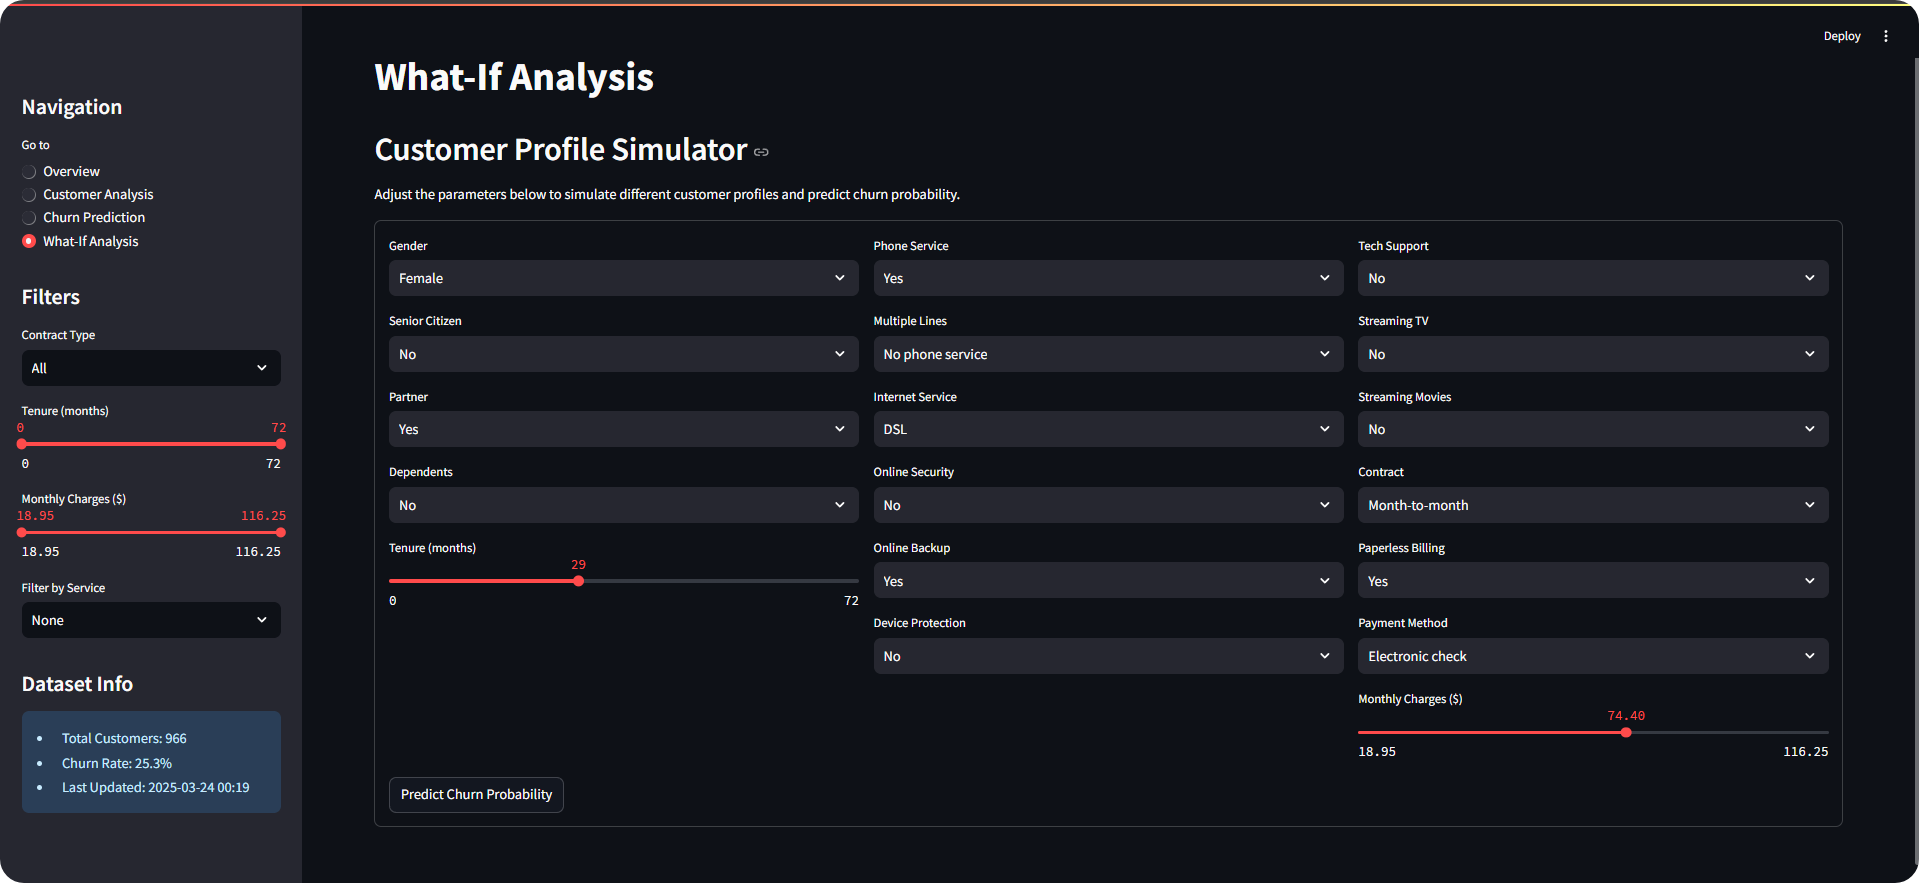 Deploy
Navigation
Go to
Overview
Customer Analysis
Churn Prediction
What-If Analysis
Filters
Contract Type
All
Tenure (months)
0 72
0 72
Monthly Charges ($)
18.95 116.25
18.95 116.25
Filter by Service
None
Dataset Info
Total Customers: 966
Churn Rate: 25.3%
Last Updated: 2025-03-24 00:19
What-If Analysis
Customer Profile Simulator
Adjust the parameters below to simulate different customer profiles and predict churn probability.
Gender
Female
Senior Citizen
No
Partner
Yes
Dependents
No
Tenure (months)
29
0 72
Phone Service
Yes
Multiple Lines
No phone service
Internet Service
DSL
Online Security
No
Online Backup
Yes
Device Protection
No
Tech Support
No
Streaming TV
No
Streaming Movies
No
Contract
Month-to-month
Paperless Billing
Yes
Payment Method
Electronic check
Monthly Charges ($)
74.40
18.95 116.25
Predict Churn Probability